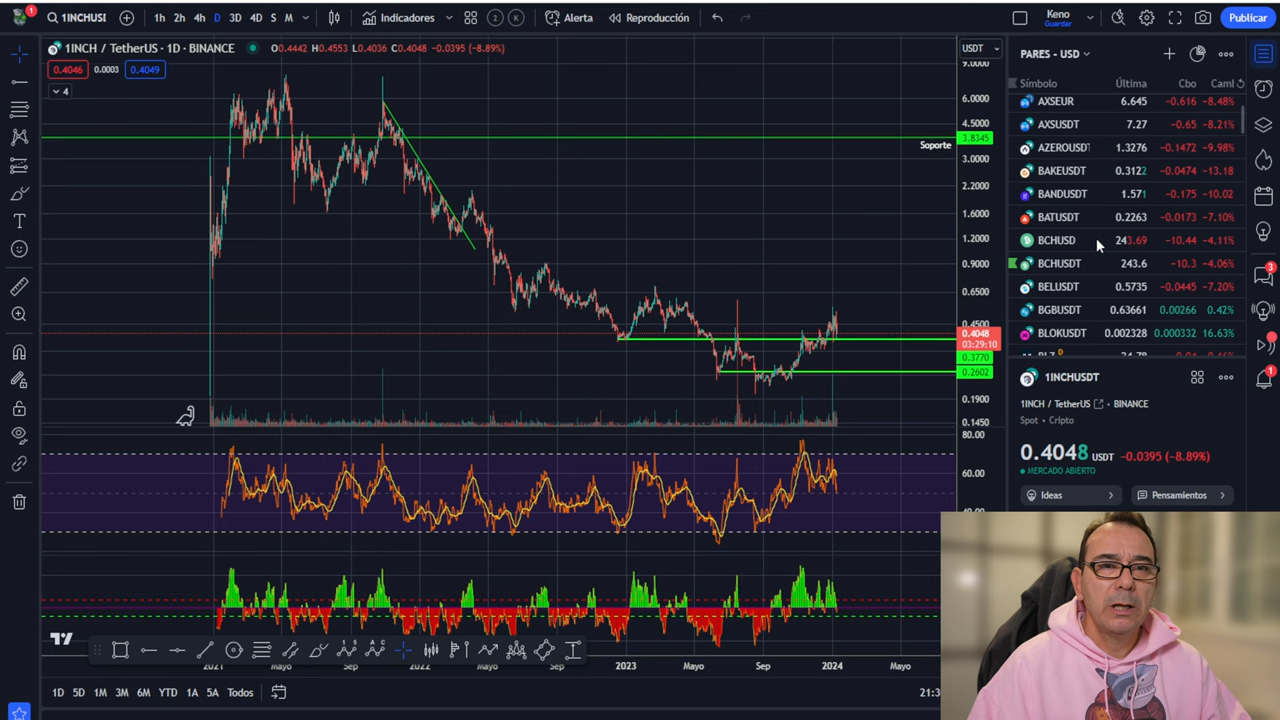 1INCHUSI
1h 2h 4h D 3D 4D S M
Indicadores
2 K
Alerta
Reproducción
Keno
Guardar
Publicar
1INCH / TetherUS · 1D · BINANCE
O0.4442 H0.4553 L0.4036 C0.4048 -0.0395 (-8.89%)
0.4046 0.0003 0.4049
4
USDT
9.0000
6.0000
4.5000
3.8345
Soporte
3.0000
2.2000
1.6000
1.2000
0.9000
0.6500
0.4500
0.4048
03:29:10
0.3770
0.2602
0.1900
0.1450
80.00
60.00
40.00
2021 Mayo Sep 2022 Mayo Sep 2023 Mayo Sep 2024 Mayo
1D 5D 1M 3M 6M YTD 1A 5A Todos
21:3
PARES - USD
Símbolo Última Cbo Caml
AXSEUR 6.645 -0.616 -8.48%
AXSUSDT 7.27 -0.65 -8.21%
AZEROUSDT 1.3276 -0.1472 -9.98%
BAKEUSDT 0.3122 -0.0474 -13.18
BANDUSDT 1.571 -0.175 -10.02
BATUSDT 0.2263 -0.0173 -7.10%
BCHUSD 243.69 -10.44 -4.11%
BCHUSDT 243.6 -10.3 -4.06%
BELUSDT 0.5735 -0.0445 -7.20%
BGBUSDT 0.63661 0.00266 0.42%
BLOKUSDT 0.002328 0.000332 16.63%
1INCHUSDT
1INCH / TetherUS · BINANCE
Spot · Cripto
0.4048 USDT -0.0395 (-8.89%)
MERCADO ABIERTO
Ideas
Pensamientos